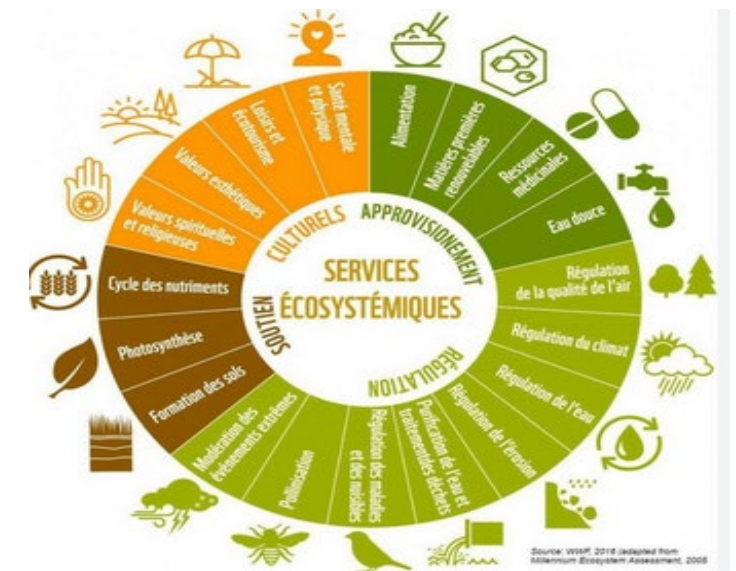 Santé mentale
et physique
Loisirs et
écotourisme
Valeurs esthétiques
Valeurs spirituelles
et religieuses
Alimentation
Matières premières
renouvelables
Ressources
médicinales
Eau douce
CULTURELS
APPROVISIONEMENT
SERVICES
ÉCOSYSTÉMIQUES
SOUTIEN
RÉGULATION
Cycle des nutriments
Photosynthèse
Formation des sols
Régulation
de la qualité de l'air
Régulation du climat
Régulation de l'eau
Régulation de l'érosion
Purification de l'eau et
traitement des déchets
Régulation des maladies
et des nuisibles
Pollinisation
Modération des
évènements extrêmes
Source: WWF, 2016 (adapted from
Millennium Ecosystem Assessment, 2005